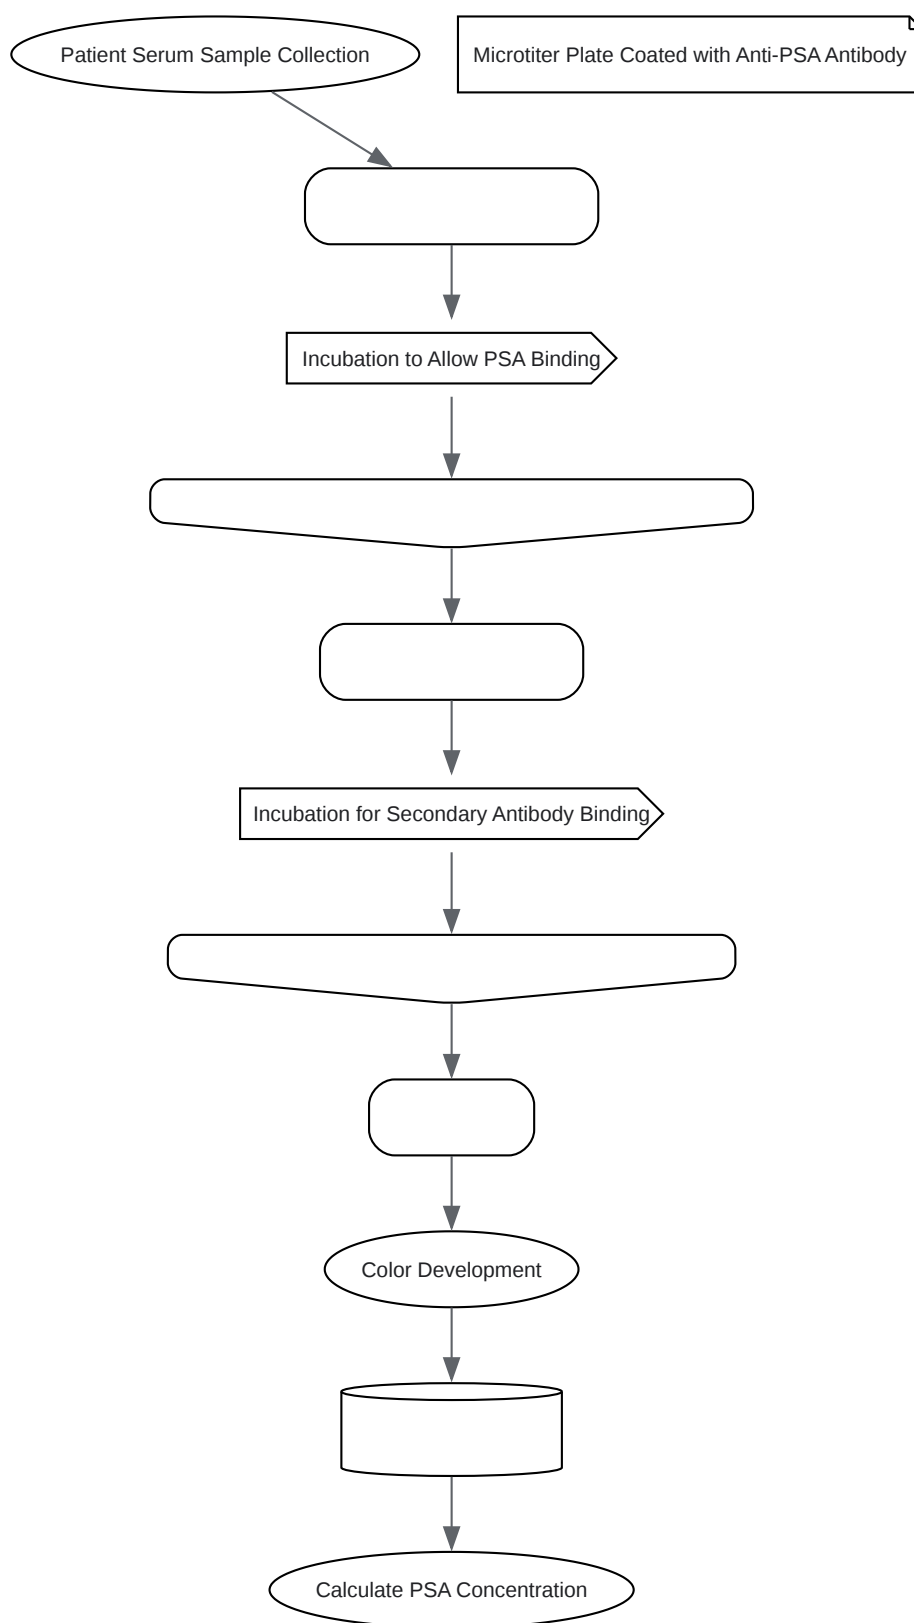 Patient Serum Sample Collection
Microtiter Plate Coated with Anti-PSA Antibody
Incubation to Allow PSA Binding
Incubation for Secondary Antibody Binding
Color Development
Calculate PSA Concentration